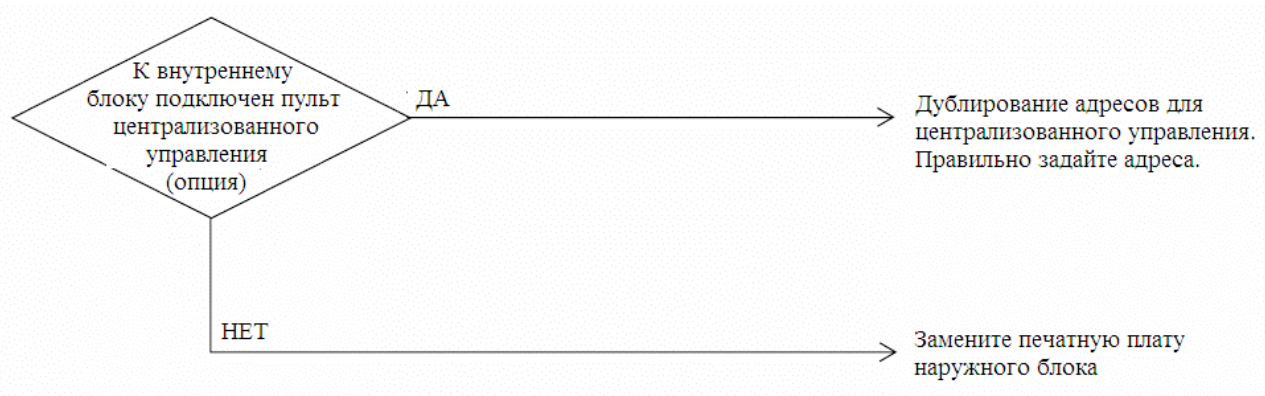 К внутреннему
блоку подключен пульт
централизованного
управления
(опция)
ДА
Дублирование адресов для
централизованного управления.
Правильно задайте адреса.
НЕТ
Замените печатную плату
наружного блока